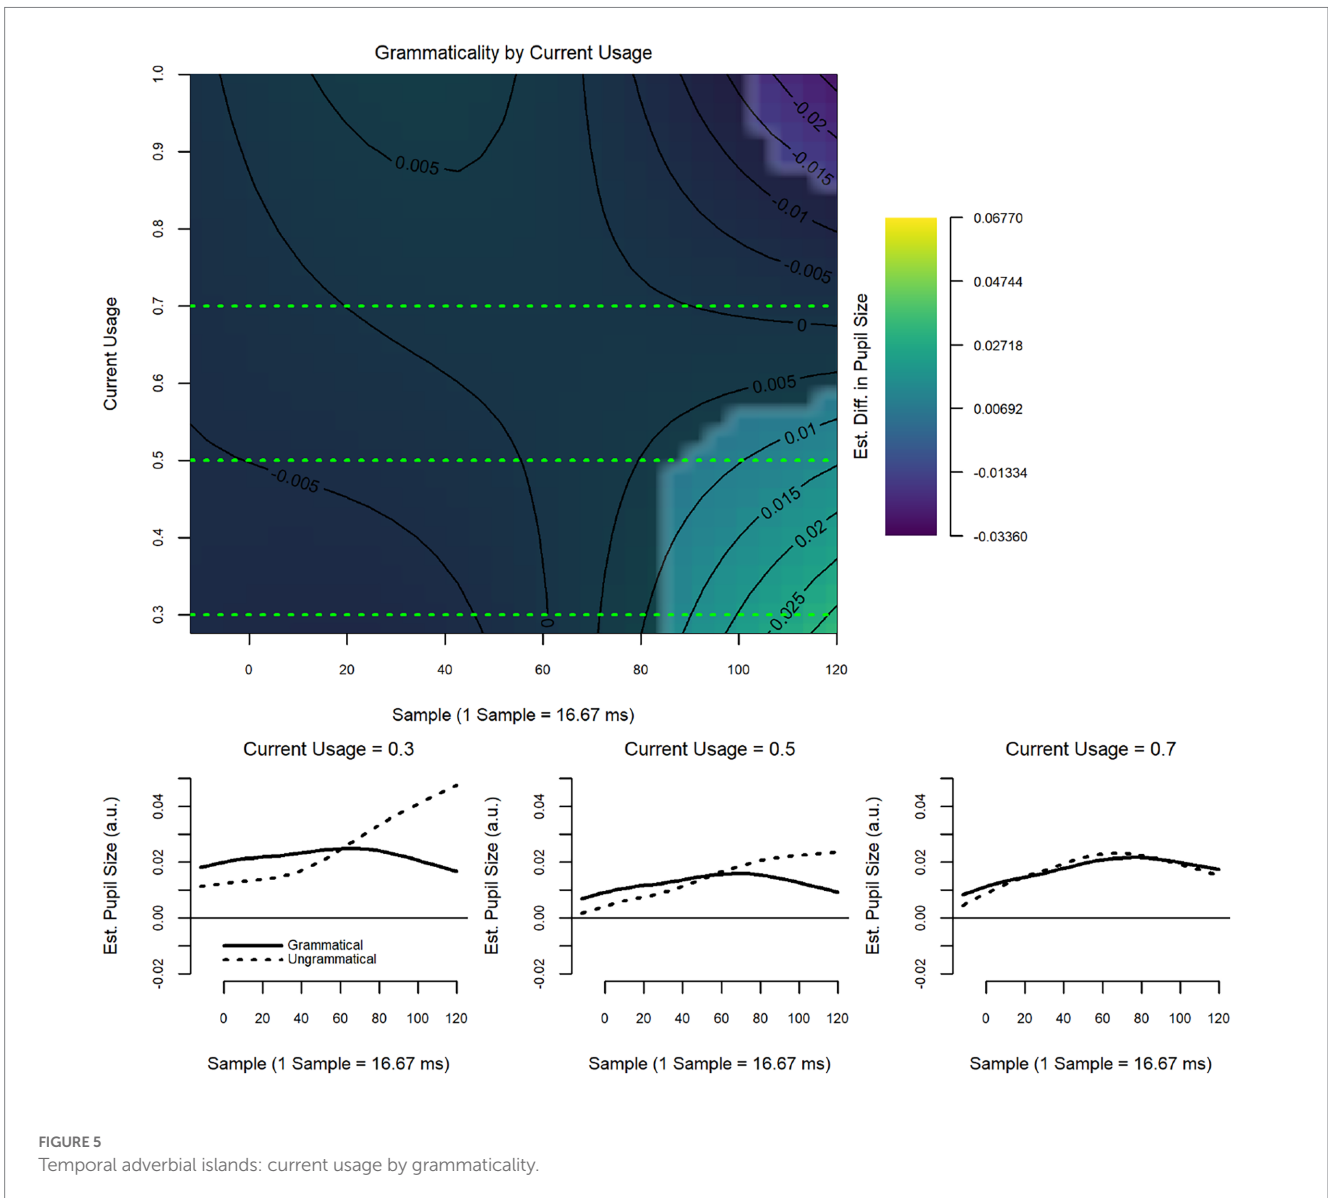 Grammaticality by Current Usage
Current Usage
1.0
0.9
0.8
0.7
0.6
0.5
0.4
0.3
0.005
-0.02
-0.015
-0.01
-0.005
0
0.005
0.01
0.015
0.02
0.025
-0.005
0
0 20 40 60 80 100 120
Sample (1 Sample = 16.67 ms)
Est. Diff. in Pupil Size
0.06770
0.04744
0.02718
0.00692
-0.01334
-0.03360
Current Usage = 0.3
Est. Pupil Size (a.u.)
0.04
0.02
0.00
-0.02
Grammatical
Ungrammatical
0 20 40 60 80 100 120
Sample (1 Sample = 16.67 ms)
Current Usage = 0.5
Est. Pupil Size (a.u.)
0.04
0.02
0.00
-0.02
0 20 40 60 80 100 120
Sample (1 Sample = 16.67 ms)
Current Usage = 0.7
Est. Pupil Size (a.u.)
0.04
0.02
0.00
-0.02
0 20 40 60 80 100 120
Sample (1 Sample = 16.67 ms)
FIGURE 5
Temporal adverbial islands: current usage by grammaticality.